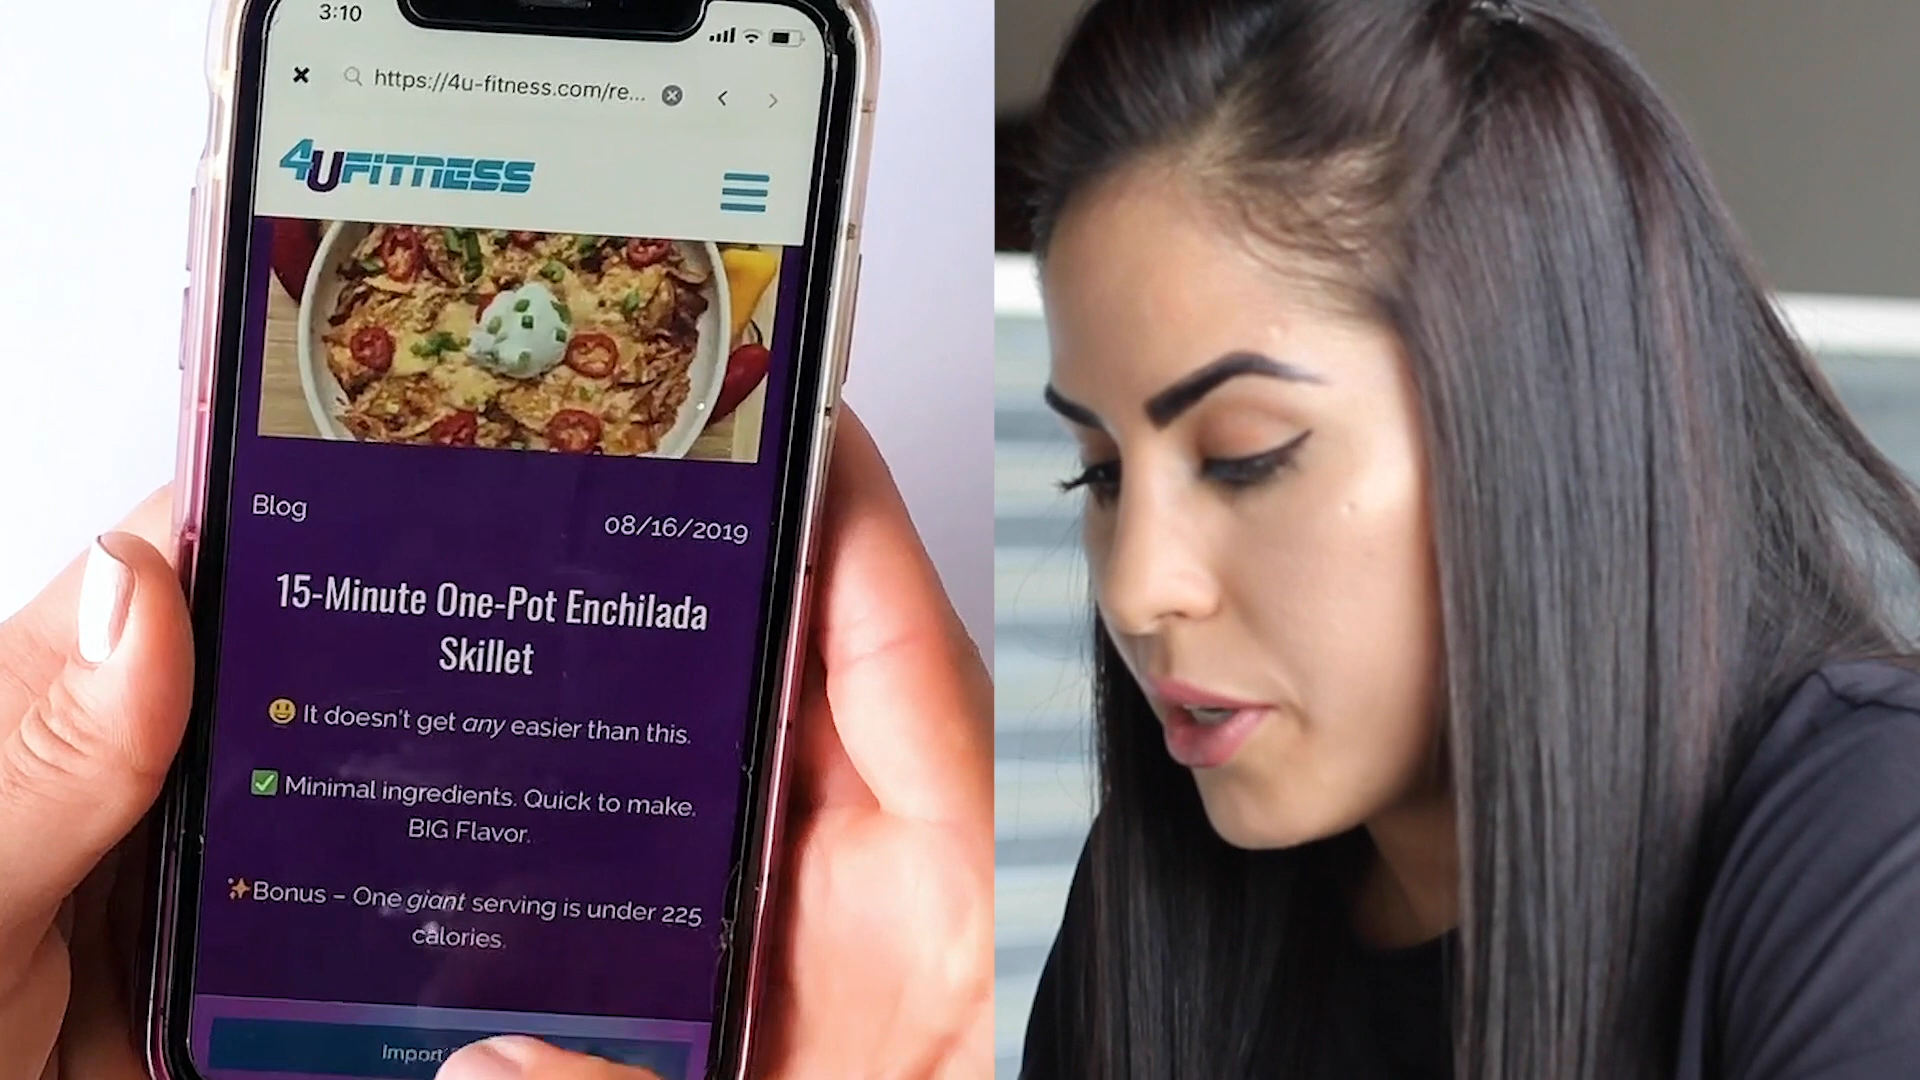 3:10
https://4u-fitness.com/re...
4UFITNESS
Blog
08/16/2019
15-Minute One-Pot Enchilada
Skillet
😃 It doesn't get any easier than this.
✅ Minimal ingredients. Quick to make.
BIG Flavor.
✨Bonus – One giant serving is under 225
calories.
Import